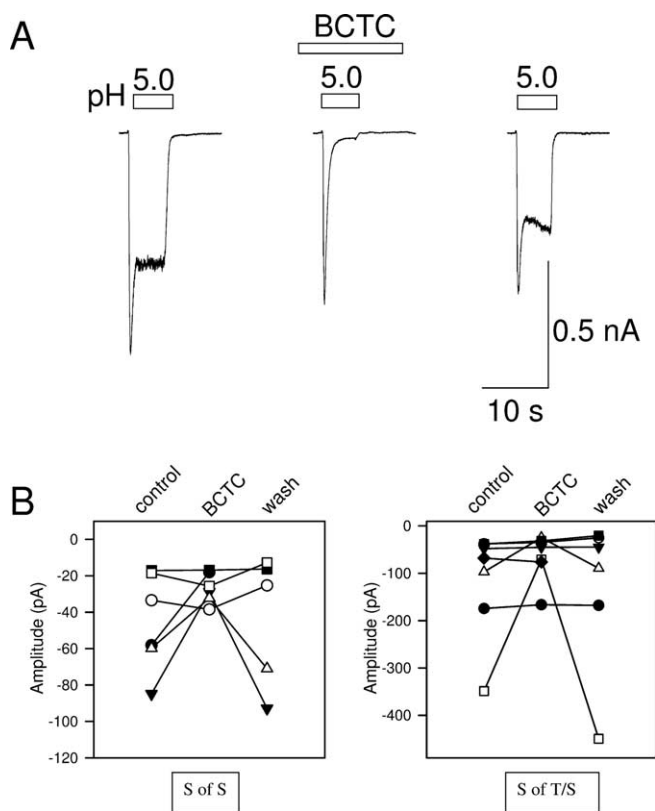 A
BCTC
pH 5.0 5.0 5.0
0.5 nA
10 s
B
control BCTC wash control BCTC wash
Amplitude (pA)
0
-20
-40
-60
-80
-100
-120
Amplitude (pA)
0
-100
-200
-300
-400
S of S S of T/S